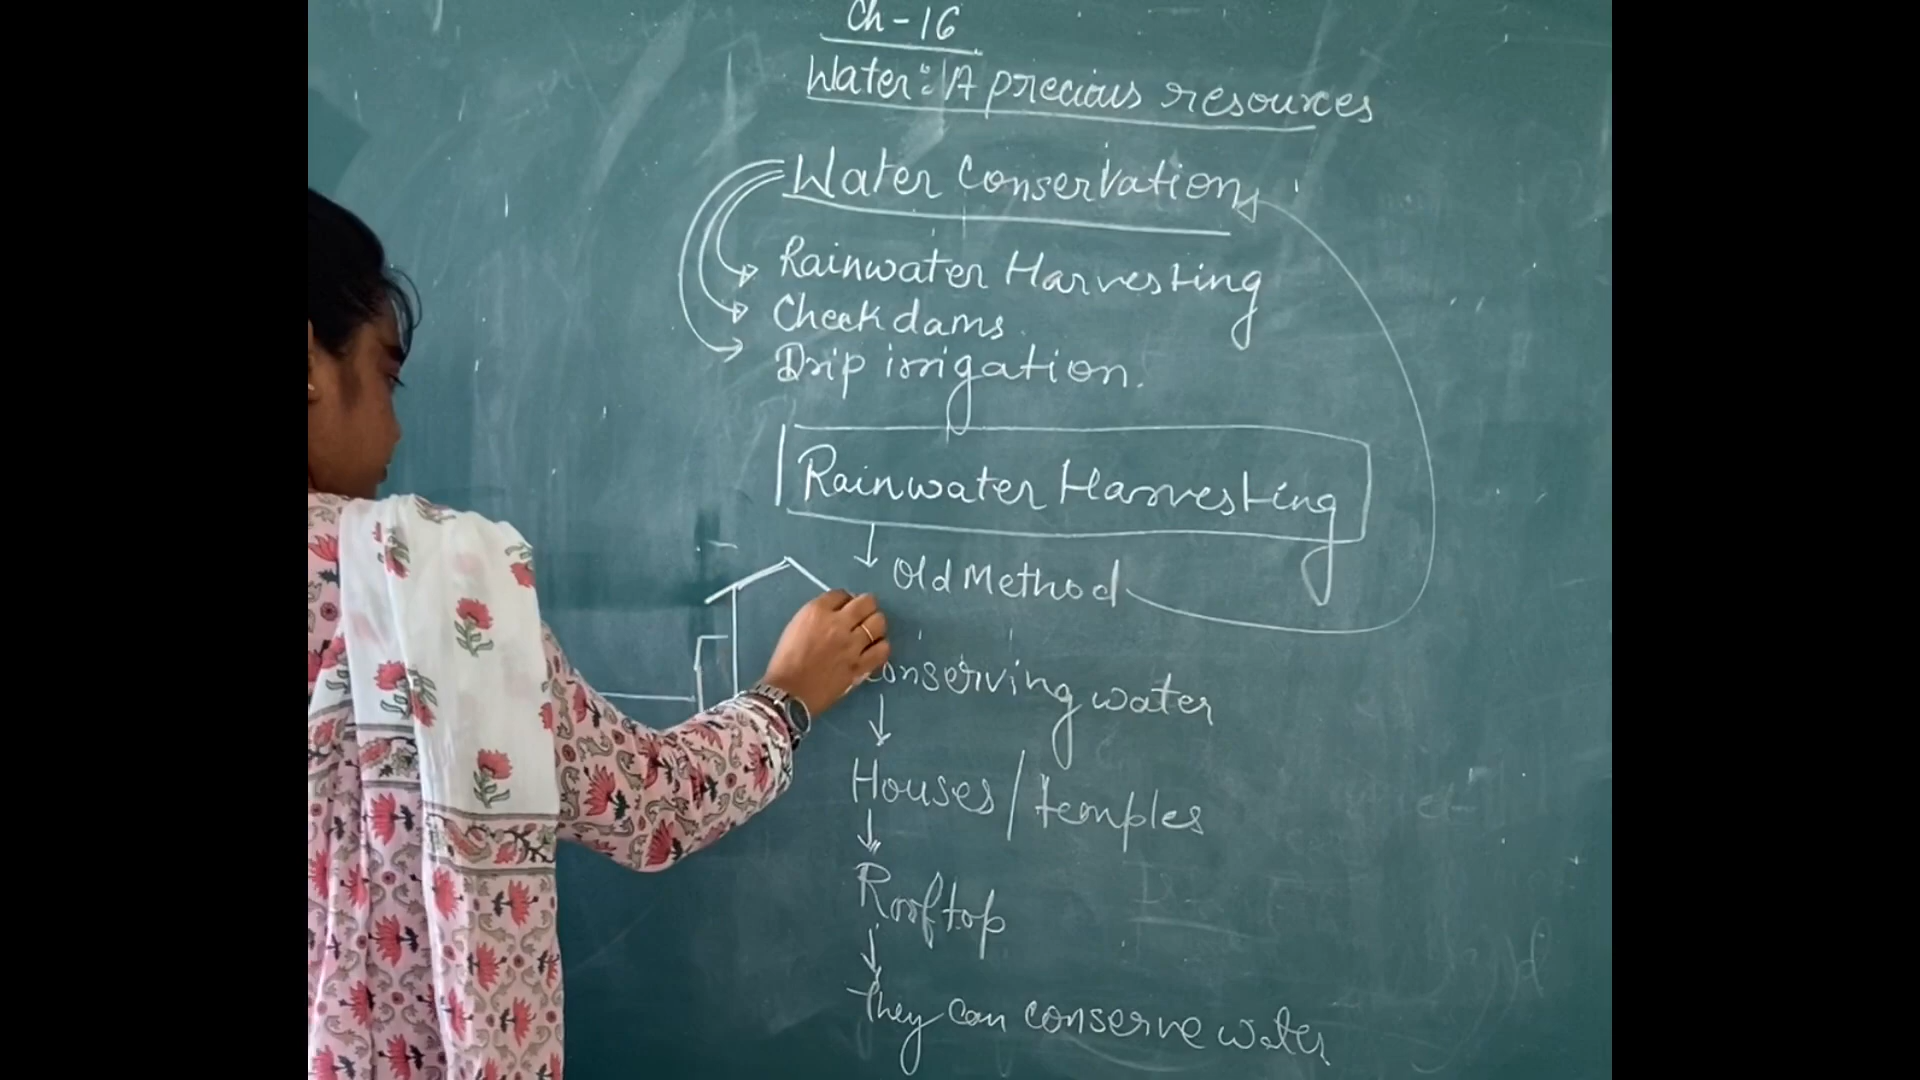 Ch-16
Water: A precious resources
Water Conservation
Rainwater Harvesting
Check dams.
Drip irrigation.
Rainwater Harvesting
Old Method
Conserving water
Houses/temples
Rooftop
They can conserve water